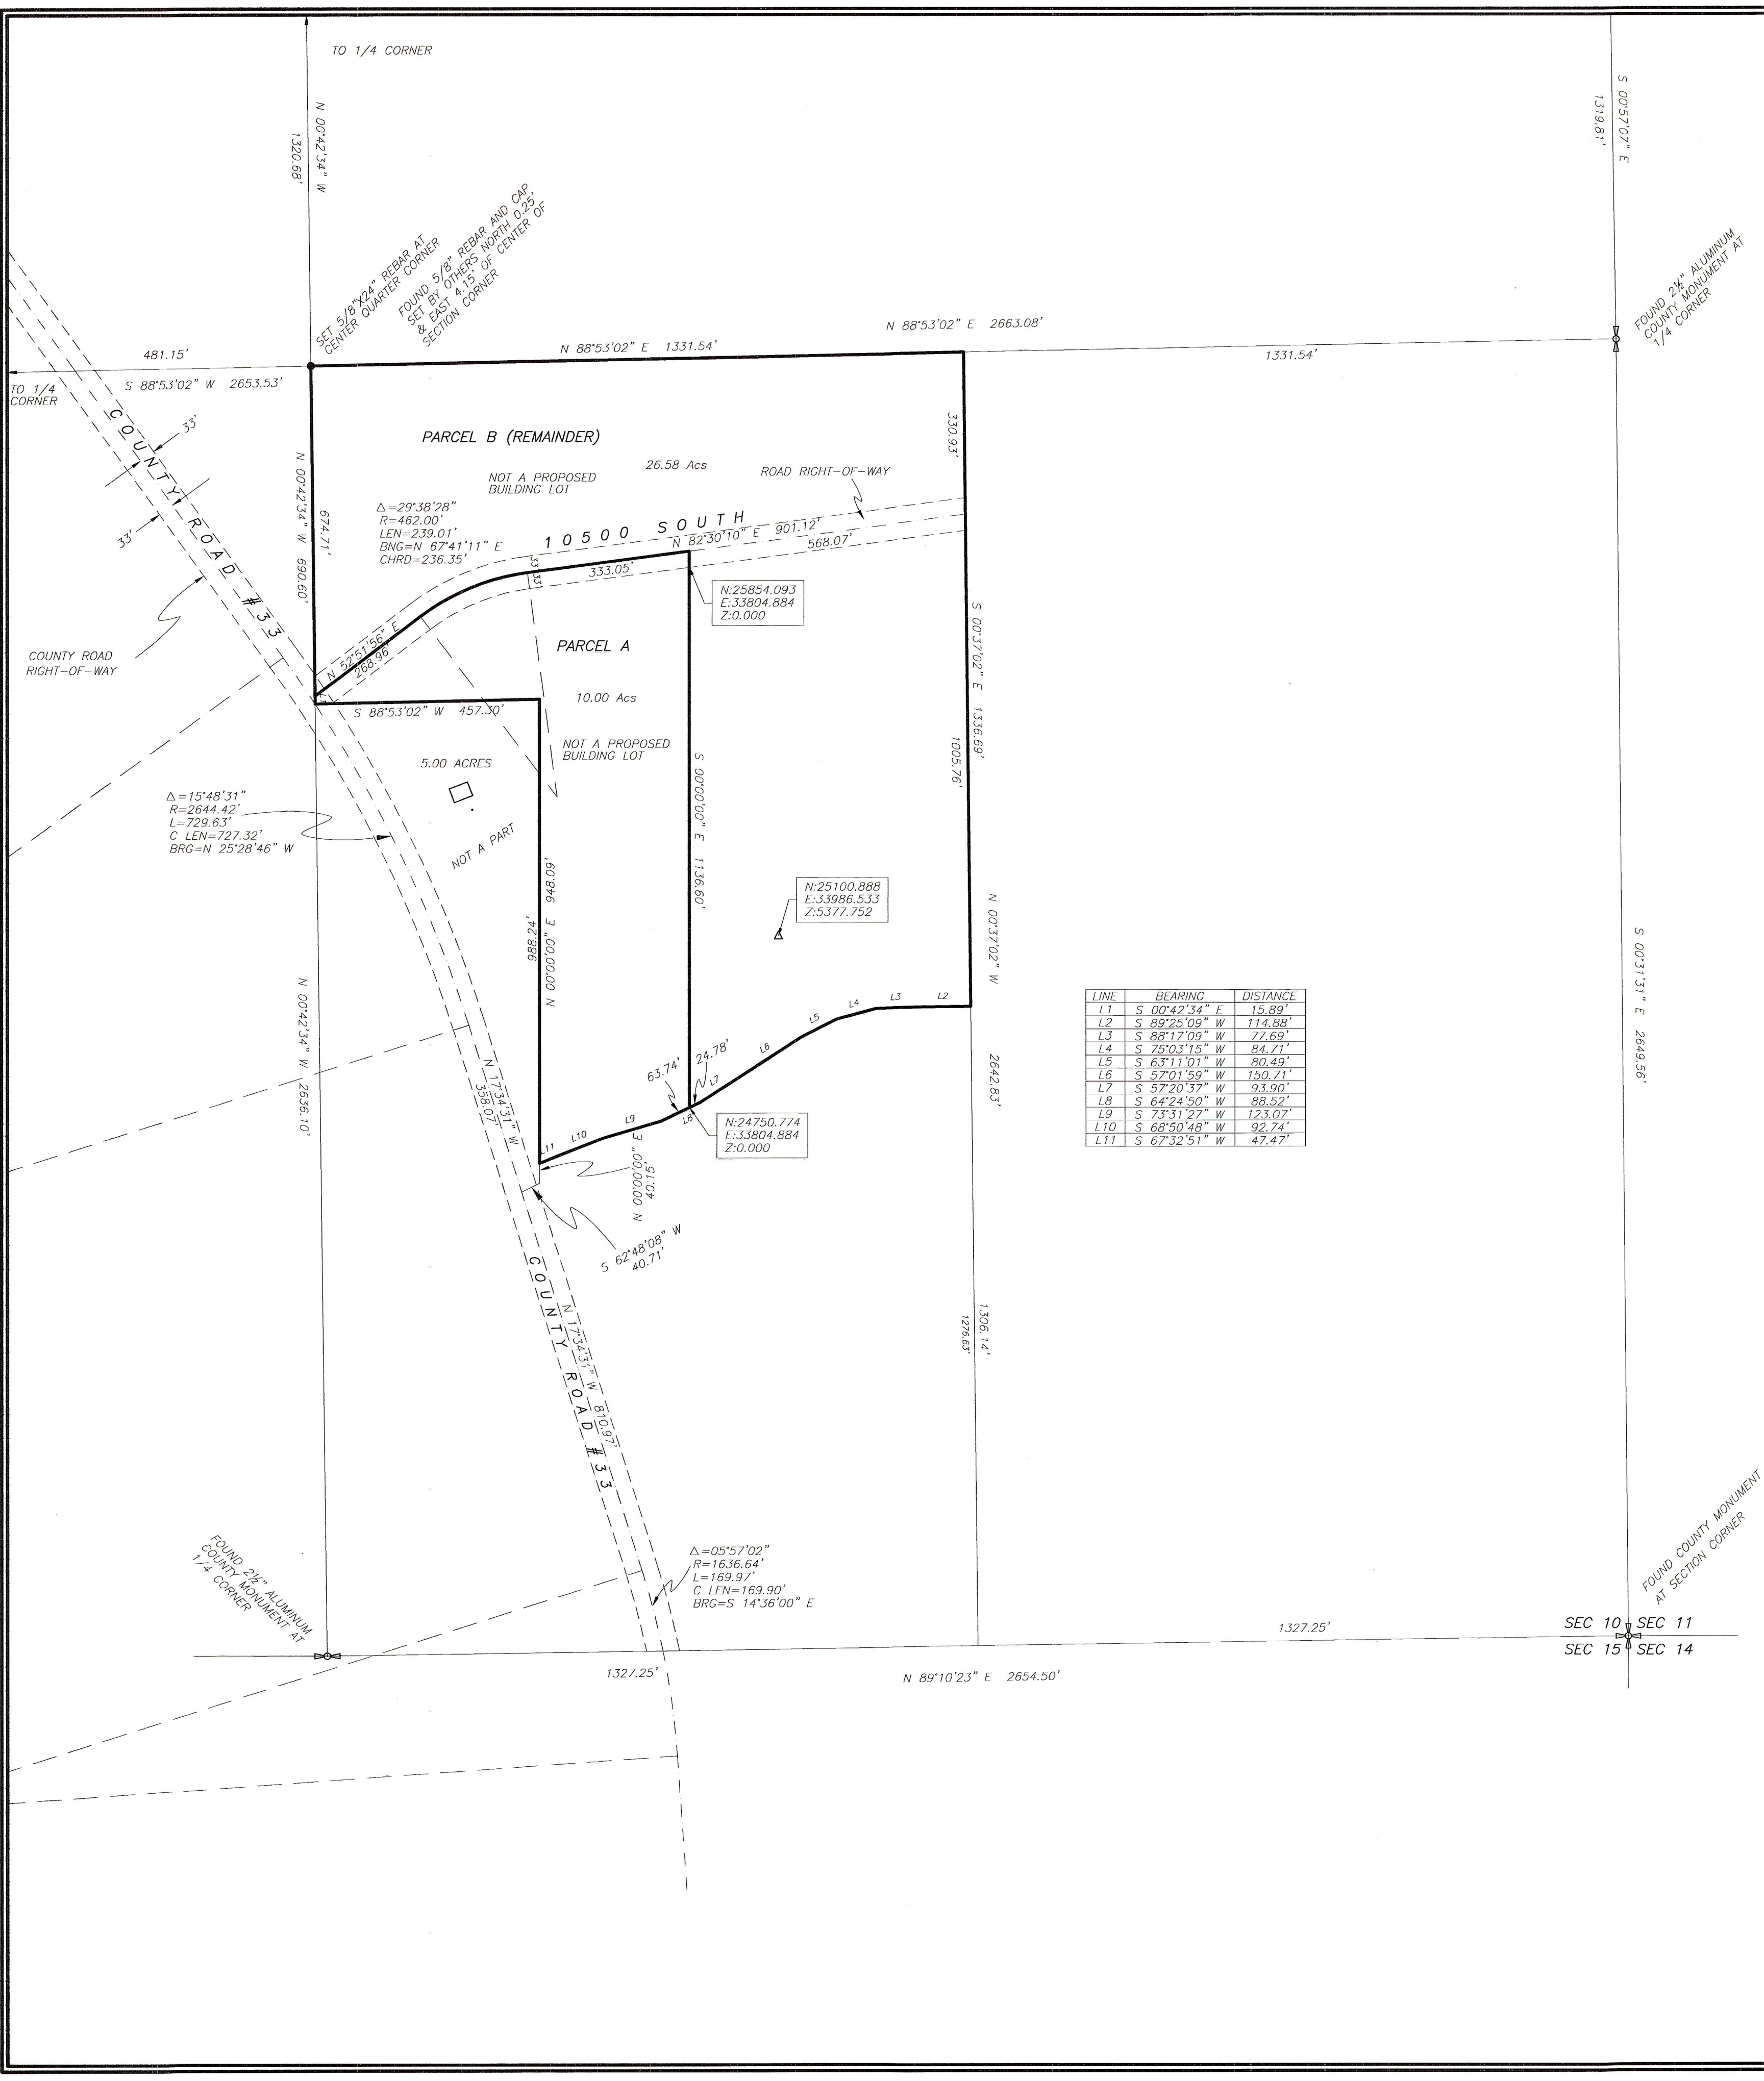 TO 1/4 CORNER
N 00°42'34" W
1320.68'
S 00°57'07" E
1319.81'
SET 5/8"X24" REBAR AT
CENTER QUARTER CORNER
FOUND 5/8" REBAR AND CAP
SET BY OTHERS NORTH 0.25'
& EAST 4.15' OF CENTER OF
SECTION CORNER
FOUND 2½" ALUMINUM
COUNTY MONUMENT AT
1/4 CORNER
N 88°53'02" E 2663.08'
N 88°53'02" E 1331.54'
1331.54'
481.15'
S 88°53'02" W 2653.53'
TO 1/4
CORNER
COUNTY ROAD #33
33'
33'
COUNTY ROAD
RIGHT-OF-WAY
N 00°42'34" W 690.60'
674.71'
PARCEL B (REMAINDER)
26.58 Acs
NOT A PROPOSED
BUILDING LOT
ROAD RIGHT-OF-WAY
330.93'
Δ=29°38'28"
R=462.00'
LEN=239.01'
BNG=N 67°41'11" E
CHRD=236.35'
10500 SOUTH
N 82°30'10" E 901.12'
568.07'
333.05'
33'
33'
N:25854.093
E:33804.884
Z:0.000
N 52°51'56" E
268.96'
PARCEL A
10.00 Acs
S 88°53'02" W 457.30'
NOT A PROPOSED
BUILDING LOT
5.00 ACRES
NOT A PART
S 00°37'02" E 1336.69'
1005.76'
S 00°00'00" E 1136.60'
Δ=15°48'31"
R=2644.42'
L=729.63'
C LEN=727.32'
BRG=N 25°28'46" W
988.24'
N 00°00'00" E 948.09'
N:25100.888
E:33986.533
Z:5377.752
N 00°37'02" W 2642.83'
S 00°31'31" E 2649.56'
N 00°42'34" W 2636.10'
L2
L3
L4
L5
L6
L7
L8
L9
L10
L11
24.78'
63.74'
LINE BEARING DISTANCE
L1 S 00°42'34" E 15.89'
L2 S 89°25'09" W 114.88'
L3 S 88°17'09" W 77.69'
L4 S 75°03'15" W 84.71'
L5 S 63°11'01" W 80.49'
L6 S 57°01'59" W 150.71'
L7 S 57°20'37" W 93.90'
L8 S 64°24'50" W 88.52'
L9 S 73°31'27" W 123.07'
L10 S 68°50'48" W 92.74'
L11 S 67°32'51" W 47.47'
N 17°34'31" W
358.07'
N:24750.774
E:33804.884
Z:0.000
N 00°00'00" E
40.15'
S 62°48'08" W
40.71'
COUNTY ROAD #33
N 17°34'31" W 810.97'
1306.14'
1276.63'
Δ=05°57'02"
R=1636.64'
L=169.97'
C LEN=169.90'
BRG=S 14°36'00" E
FOUND 2½" ALUMINUM
COUNTY MONUMENT AT
1/4 CORNER
FOUND COUNTY MONUMENT
AT SECTION CORNER
SEC 10 SEC 11
SEC 15 SEC 14
1327.25'
1327.25'
N 89°10'23" E 2654.50'